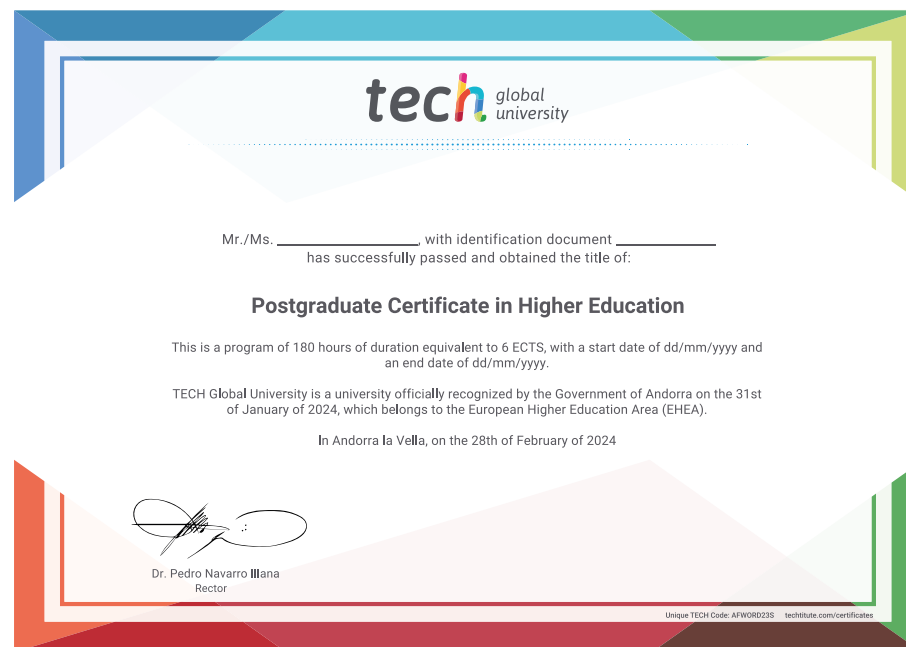 tech global
university
Mr./Ms. ____________________, with identification document ______________
has successfully passed and obtained the title of:
Postgraduate Certificate in Higher Education
This is a program of 180 hours of duration equivalent to 6 ECTS, with a start date of dd/mm/yyyy and
an end date of dd/mm/yyyy.
TECH Global University is a university officially recognized by the Government of Andorra on the 31st
of January of 2024, which belongs to the European Higher Education Area (EHEA).
In Andorra la Vella, on the 28th of February of 2024
Dr. Pedro Navarro Illana
Rector
Unique TECH Code: AFWORD23S techtitute.com/certificates